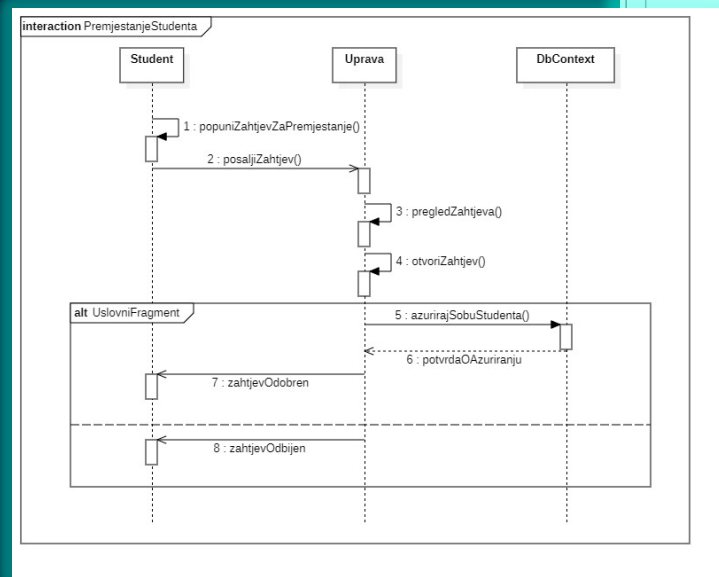 interaction PremjestanjeStudenta
Student
Uprava
DbContext
1 : popuniZahtjevZaPremjestanje()
2 : posaljiZahtjev()
3 : pregledZahtjeva()
4 : otvoriZahtjev()
alt UslovniFragment
5 : azurirajSobuStudenta()
6 : potvrdaOAzuriranju
7 : zahtjevOdobren
8 : zahtjevOdbijen